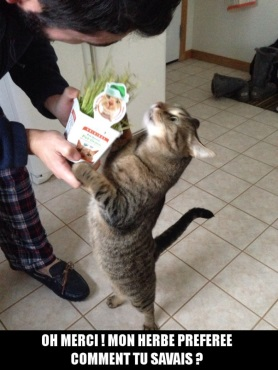 OH MERCI ! MON HERBE PREFEREE
COMMENT TU SAVAIS ?